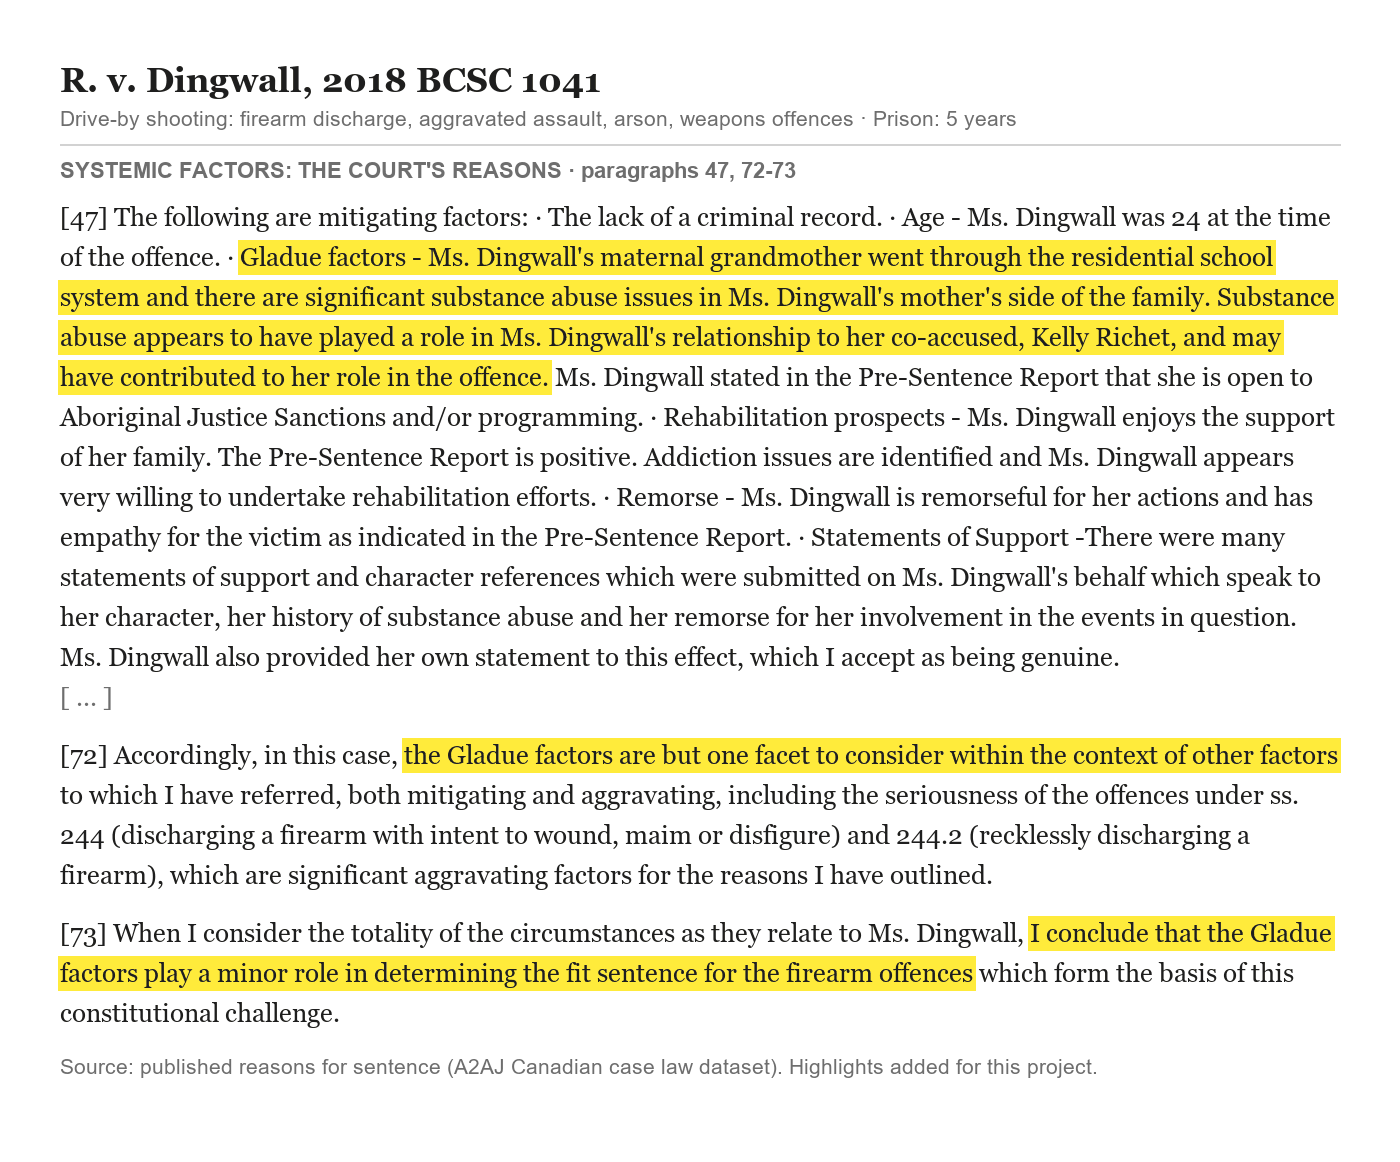 R. v. Dingwall, 2018 BCSC 1041
Drive-by shooting: firearm discharge, aggravated assault, arson, weapons offences · Prison: 5 years
SYSTEMIC FACTORS: THE COURT'S REASONS · paragraphs 47, 72-73
[47] The following are mitigating factors: · The lack of a criminal record. · Age - Ms. Dingwall was 24 at the time
of the offence. · Gladue factors - Ms. Dingwall's maternal grandmother went through the residential school
system and there are significant substance abuse issues in Ms. Dingwall's mother's side of the family. Substance
abuse appears to have played a role in Ms. Dingwall's relationship to her co-accused, Kelly Richet, and may
have contributed to her role in the offence. Ms. Dingwall stated in the Pre-Sentence Report that she is open to
Aboriginal Justice Sanctions and/or programming. · Rehabilitation prospects - Ms. Dingwall enjoys the support
of her family. The Pre-Sentence Report is positive. Addiction issues are identified and Ms. Dingwall appears
very willing to undertake rehabilitation efforts. · Remorse - Ms. Dingwall is remorseful for her actions and has
empathy for the victim as indicated in the Pre-Sentence Report. · Statements of Support -There were many
statements of support and character references which were submitted on Ms. Dingwall's behalf which speak to
her character, her history of substance abuse and her remorse for her involvement in the events in question.
Ms. Dingwall also provided her own statement to this effect, which I accept as being genuine.
[ ... ]
[72] Accordingly, in this case, the Gladue factors are but one facet to consider within the context of other factors
to which I have referred, both mitigating and aggravating, including the seriousness of the offences under ss.
244 (discharging a firearm with intent to wound, maim or disfigure) and 244.2 (recklessly discharging a
firearm), which are significant aggravating factors for the reasons I have outlined.
[73] When I consider the totality of the circumstances as they relate to Ms. Dingwall, I conclude that the Gladue
factors play a minor role in determining the fit sentence for the firearm offences which form the basis of this
constitutional challenge.
Source: published reasons for sentence (A2AJ Canadian case law dataset). Highlights added for this project.